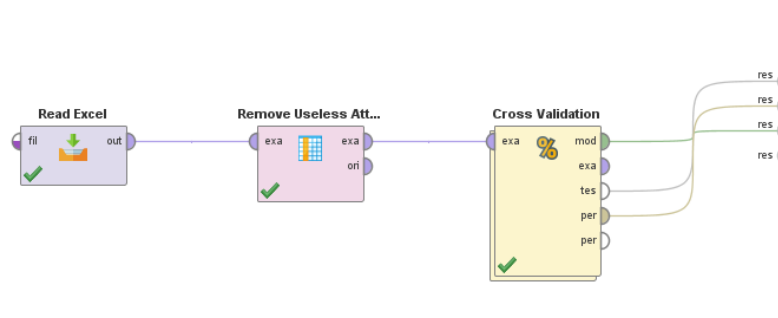 res
Read Excel
Remove Useless Att...
Cross Validation
res
fil
out
exa
exa
exa
mod
res
ori
exa
res
tes
per
per
%